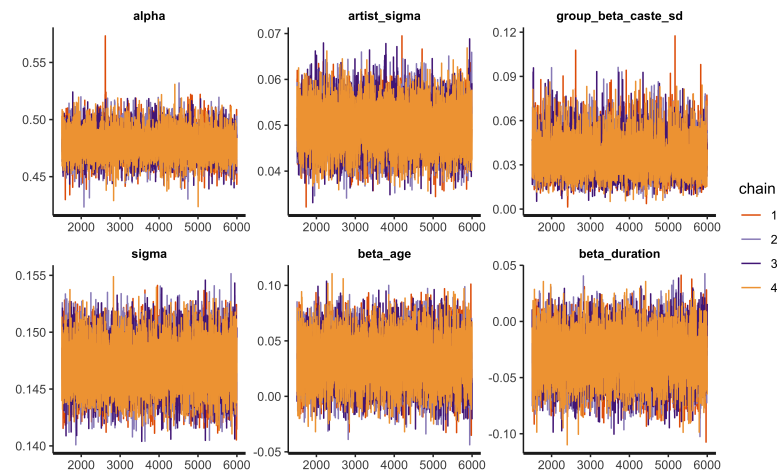 alpha artist_sigma group_beta_caste_sd
0.55 0.50 0.45
2000 3000 4000 5000 6000
0.07 0.06 0.05 0.04
2000 3000 4000 5000 6000
0.12 0.09 0.06 0.03 0.00
2000 3000 4000 5000 6000
chain
1
2
3
4
sigma beta_age beta_duration
0.155 0.150 0.145 0.140
2000 3000 4000 5000 6000
0.10 0.05 0.00 -0.05
2000 3000 4000 5000 6000
0.05 0.00 -0.05 -0.10
2000 3000 4000 5000 6000